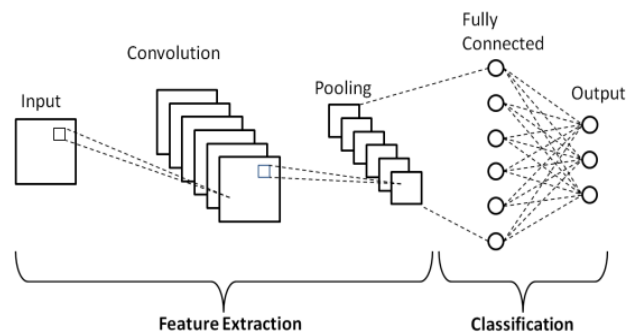 Input
Convolution
Pooling
Fully
Connected
Output
Feature Extraction
Classification